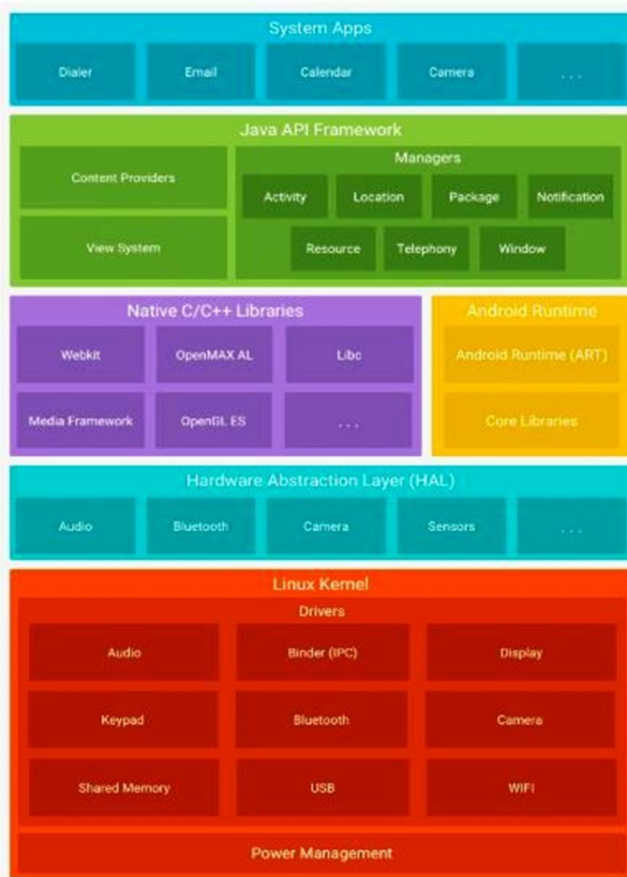 System Apps
Dialer Email Calendar Camera ...
Java API Framework
Content Providers
View System
Managers
Activity Location Package Notification
Resource Telephony Window
Native C/C++ Libraries
Webkit OpenMAX AL Libc
Media Framework OpenGL ES ...
Android Runtime
Android Runtime (ART)
Core Libraries
Hardware Abstraction Layer (HAL)
Audio Bluetooth Camera Sensors ...
Linux Kernel
Drivers
Audio Binder (IPC) Display
Keypad Bluetooth Camera
Shared Memory USB WIFI
Power Management